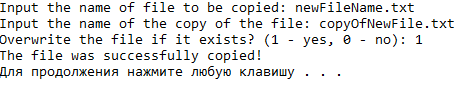 Input the name of file to be copied: newFileName.txt
Input the name of the copy of the file: copyOfNewFile.txt
Overwrite the file if it exists? (1 - yes, 0 - no): 1
The file was successfully copied!
Для продолжения нажмите любую клавишу . . .